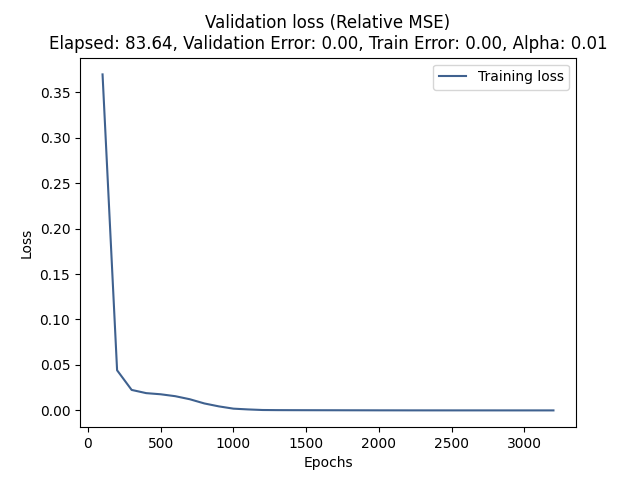 Validation loss (Relative MSE)
Elapsed: 83.64, Validation Error: 0.00, Train Error: 0.00, Alpha: 0.01
Training loss
0.35
0.30
0.25
0.20
0.15
0.10
0.05
0.00
Loss
0 500 1000 1500 2000 2500 3000
Epochs